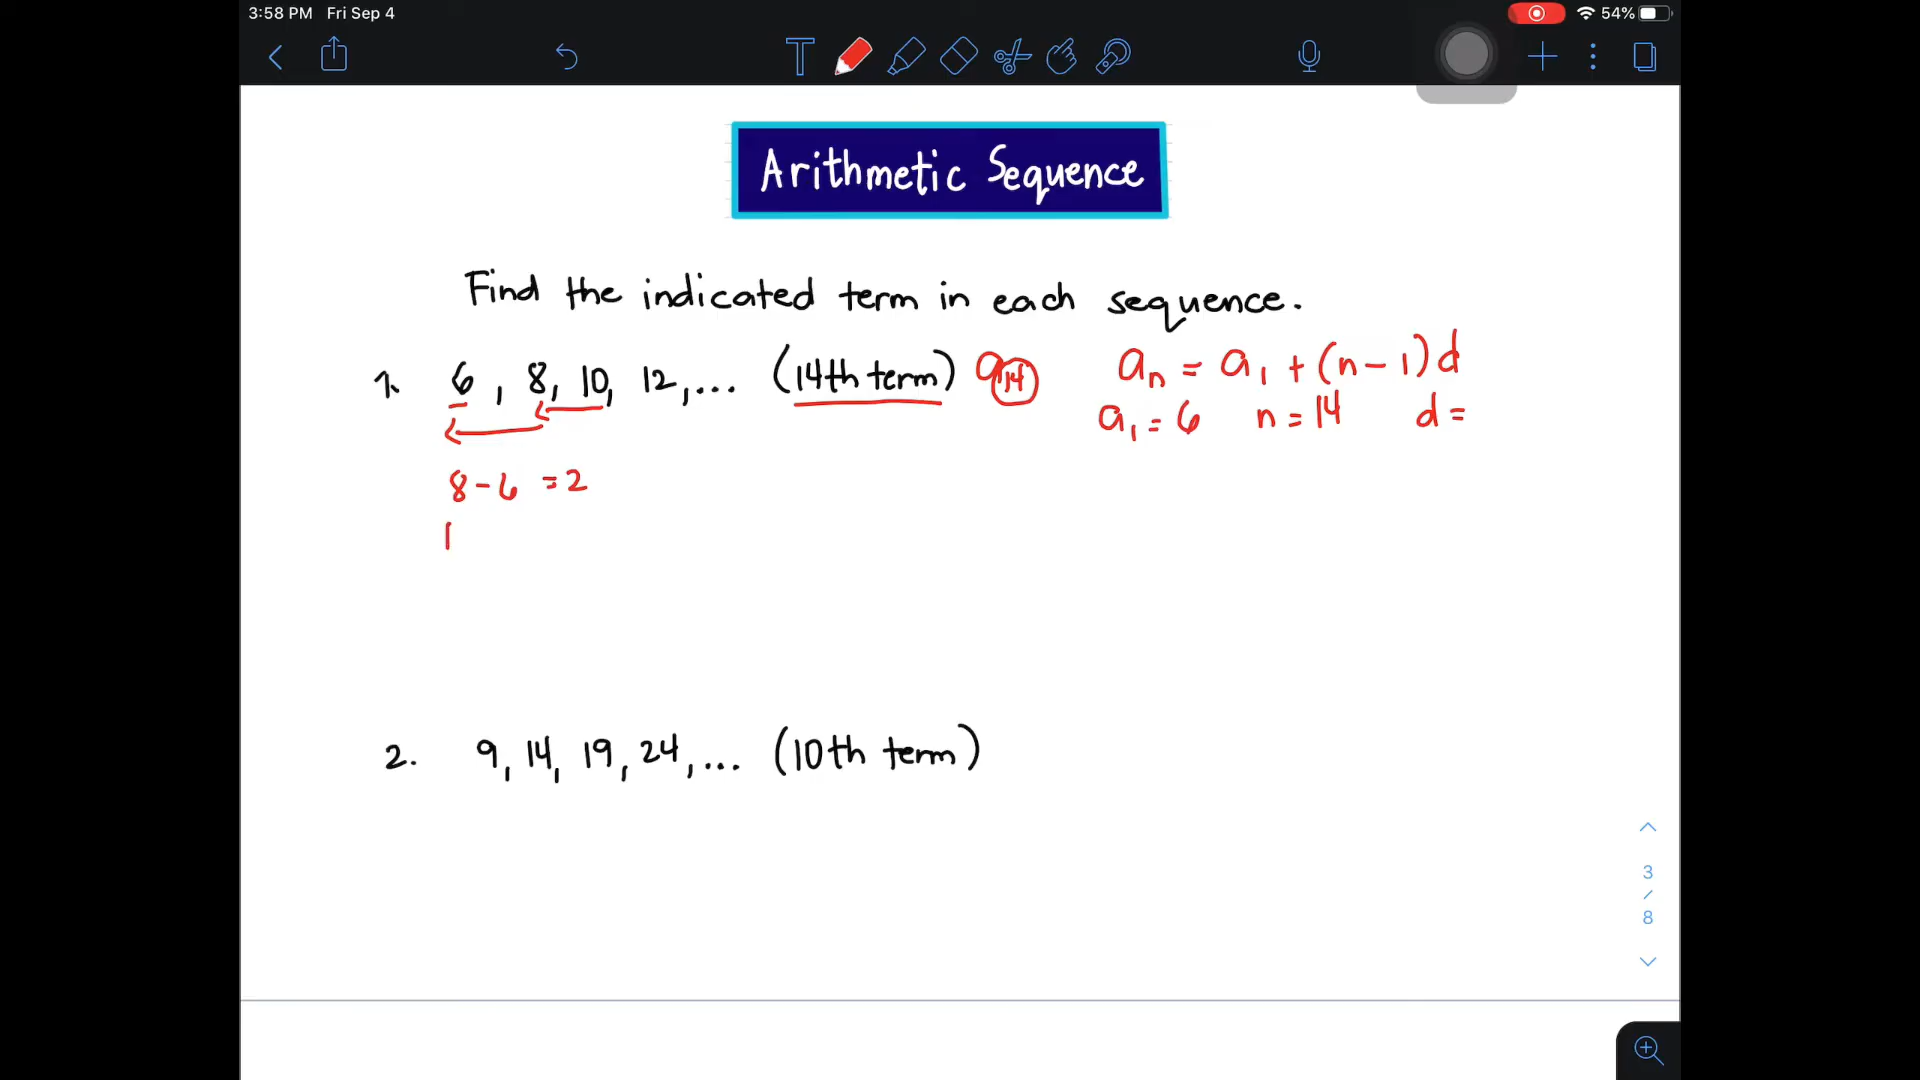 3:58 PM Fri Sep 4
54%
Arithmetic Sequence
Find the indicated term in each sequence.
1. 6, 8, 10, 12, ... (14th term) a₁₄
aₙ = a₁ + (n - 1)d
a₁ = 6 n = 14 d =
8 - 6 = 2
1
2. 9, 14, 19, 24, ... (10th term)
3
/
8